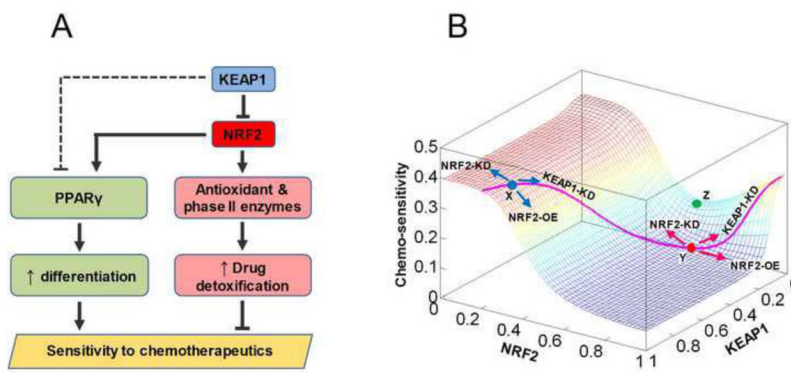 A
B
KEAP1
NRF2
PPARγ
Antioxidant &
phase II enzymes
↑ differentiation
↑ Drug
detoxification
Sensitivity to chemotherapeutics
Chemo-sensitivity
0.5
0.4
0.3
0.2
0.1
0
NRF2-KD
KEAP1-KD
X
NRF2-OE
Z
NRF2-KD
KEAP1-KD
Y
NRF2-OE
0.2
0.4
0.6
0.8
1
NRF2
1
0.8
0.6
0.4
0.2
KEAP1